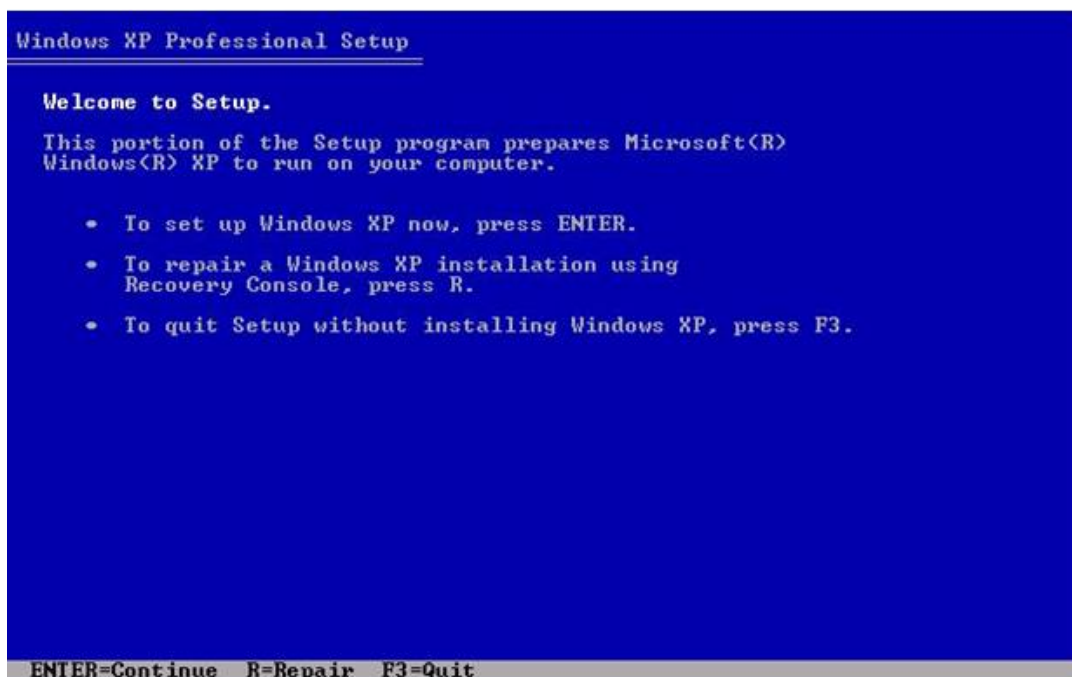 Windows XP Professional Setup
Welcome to Setup.
This portion of the Setup program prepares Microsoft(R)
Windows(R) XP to run on your computer.
• To set up Windows XP now, press ENTER.
• To repair a Windows XP installation using
Recovery Console, press R.
• To quit Setup without installing Windows XP, press F3.
ENTER=Continue R=Repair F3=Quit